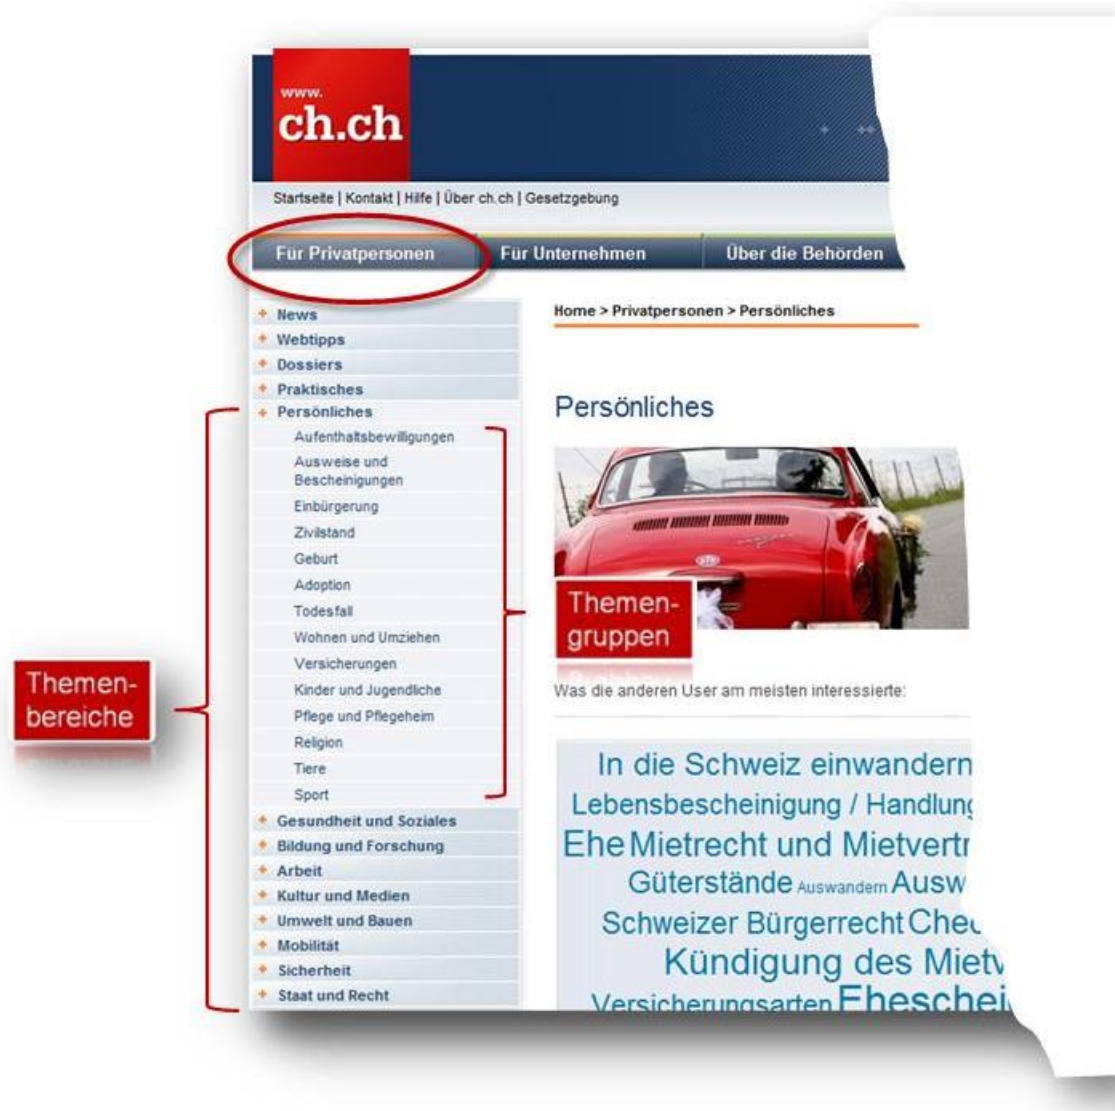 www.
ch.ch
Startseite | Kontakt | Hilfe | Über ch.ch | Gesetzgebung
Für Privatpersonen
Für Unternehmen
Über die Behörden
News
Webtipps
Dossiers
Praktisches
Persönliches
Aufenthaltsbewilligungen
Ausweise und
Bescheinigungen
Einbürgerung
Zivilstand
Geburt
Adoption
Todesfall
Wohnen und Umziehen
Versicherungen
Kinder und Jugendliche
Pflege und Pflegeheim
Religion
Tiere
Sport
Gesundheit und Soziales
Bildung und Forschung
Arbeit
Kultur und Medien
Umwelt und Bauen
Mobilität
Sicherheit
Staat und Recht
Themen-
bereiche
Home > Privatpersonen > Persönliches
Persönliches
Themen-
gruppen
Was die anderen User am meisten interessierte:
In die Schweiz einwandern
Lebensbescheinigung / Handlung
Ehe Mietrecht und Mietvertr
Güterstände Auswandern Ausw
Schweizer Bürgerrecht Chec
Kündigung des Mietv
Versicherungsarten Eheschei